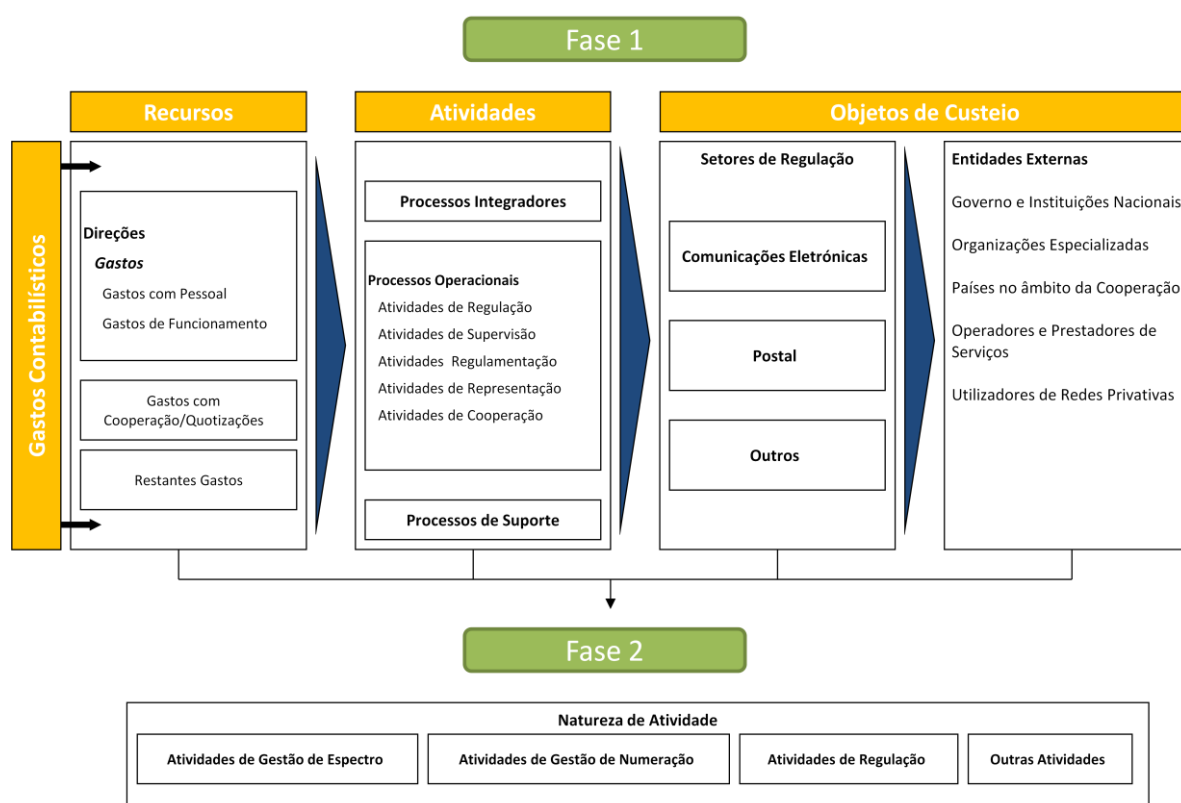 Fase 1
Recursos
Atividades
Objetos de Custeio
Gastos Contabilísticos
Direções
Gastos
Gastos com Pessoal
Gastos de Funcionamento
Gastos com
Cooperação/Quotizações
Restantes Gastos
Processos Integradores
Processos Operacionais
Atividades de Regulação
Atividades de Supervisão
Atividades Regulamentação
Atividades de Representação
Atividades de Cooperação
Processos de Suporte
Setores de Regulação
Comunicações Eletrónicas
Postal
Outros
Entidades Externas
Governo e Instituições Nacionais
Organizações Especializadas
Países no âmbito da Cooperação
Operadores e Prestadores de
Serviços
Utilizadores de Redes Privativas
Fase 2
Natureza de Atividade
Atividades de Gestão de Espectro
Atividades de Gestão de Numeração
Atividades de Regulação
Outras Atividades